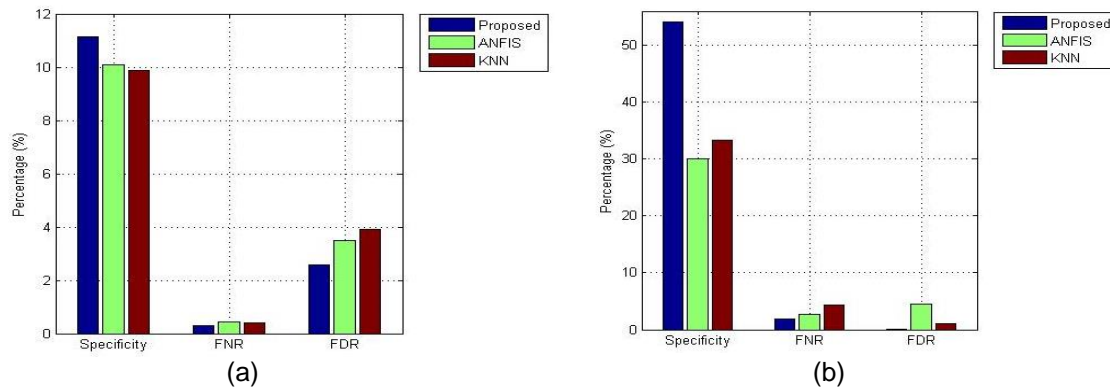 12
10
8
6
4
2
0
Percentage (%)
Specificity
FNR
FDR
Proposed
ANFIS
KNN
(a)
50
40
30
20
10
0
Percentage (%)
Specificity
FNR
FDR
Proposed
ANFIS
KNN
(b)